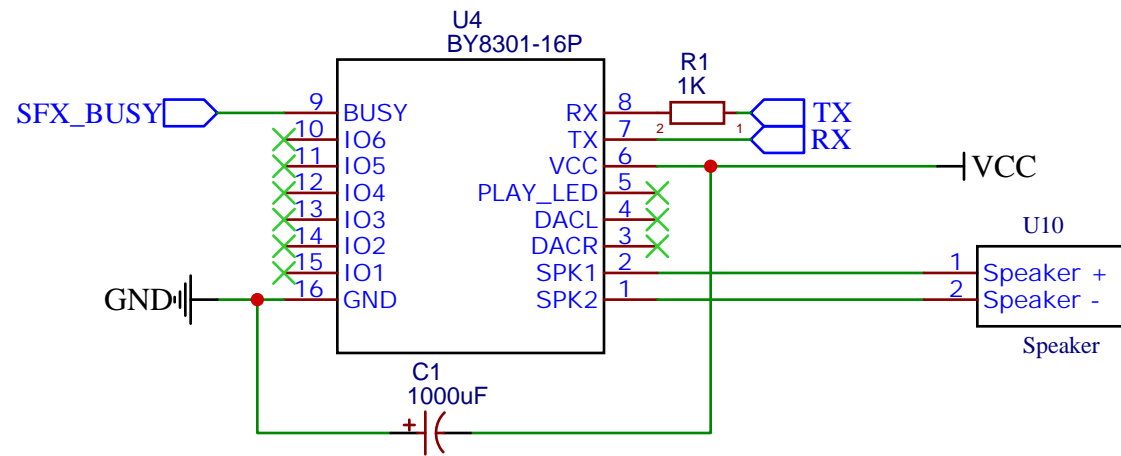 U4
BY8301-16P
R1
1K
SFX_BUSY 9 BUSY RX 8 2 1 TX
10 IO6 TX 7 RX
11 IO5 VCC 6 VCC
12 IO4 PLAY_LED 5
13 IO3 DACL 4
14 IO2 DACR 3
15 IO1 SPK1 2
GND 16 GND SPK2 1
U10
1 Speaker +
2 Speaker -
Speaker
C1
1000uF
+